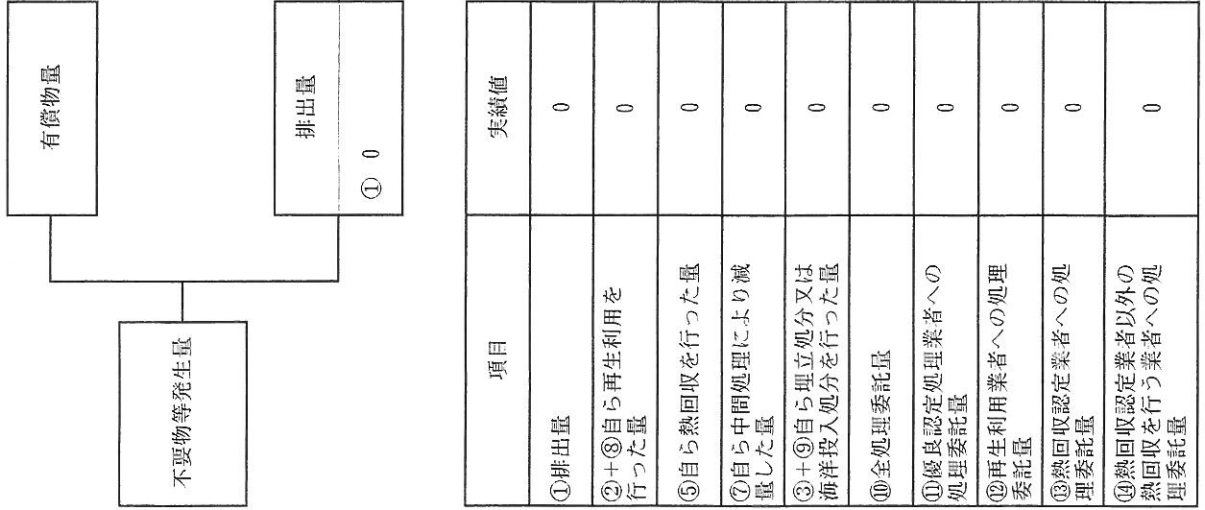 有償物量
不要物等発生量
排出量
① 0
項目
実績値
①排出量
0
②+⑧自ら再生利用を
行った量
0
⑤自ら熱回収を行った量
0
⑦自ら中間処理により減
量した量
0
③+⑨自ら埋立処分又は
海洋投入処分を行った量
0
⑩全処理委託量
0
⑪優良認定処理業者への
処理委託量
0
⑫再生利用業者への処理
委託量
0
⑬熱回収認定業者への処
理委託量
0
⑭熱回収認定業者以外の
熱回収を行う業者への処
理委託量
0